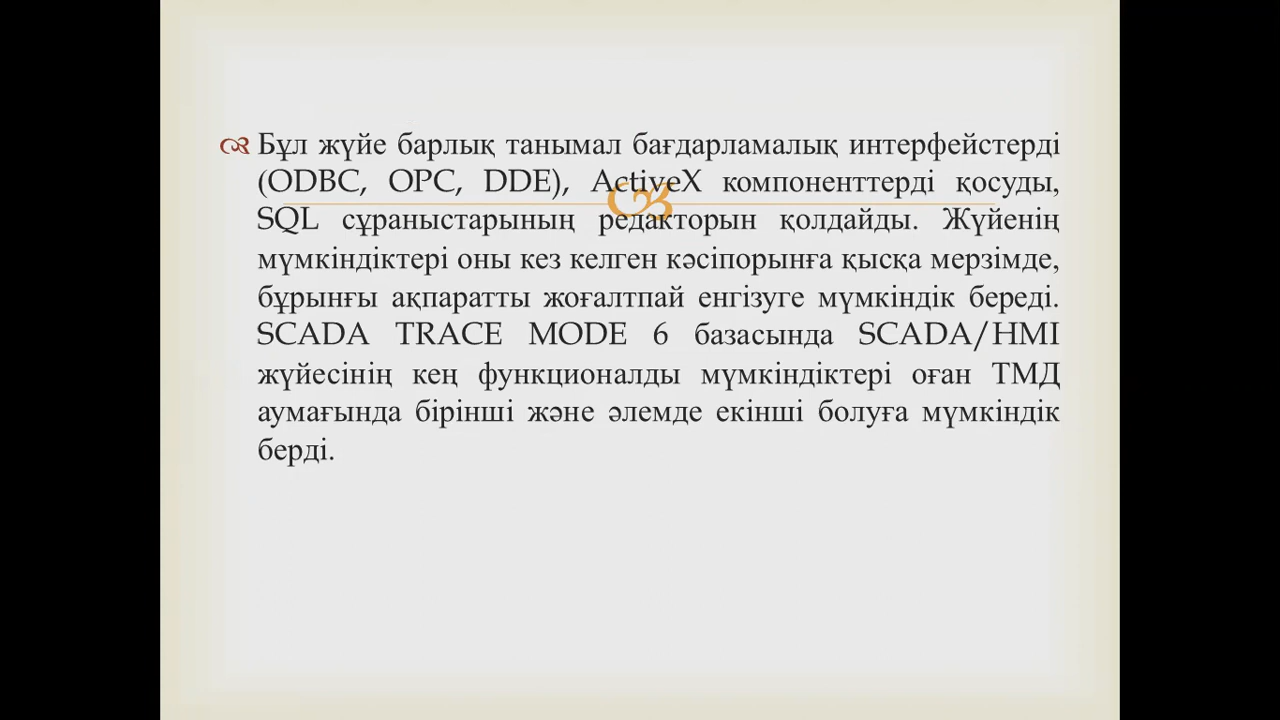 Бұл жүйе барлық танымал бағдарламалық интерфейстерді
(ODBC, OPC, DDE), ActiveX компоненттерді қосуды,
SQL сұраныстарының редакторын қолдайды. Жүйенің
мүмкіндіктері оны кез келген кәсіпорынға қысқа мерзімде,
бұрынғы ақпаратты жоғалтпай енгізуге мүмкіндік береді.
SCADA TRACE MODE 6 базасында SCADA/HMI
жүйесінің кең функционалды мүмкіндіктері оған ТМД
аумағында бірінші және әлемде екінші болуға мүмкіндік
берді.